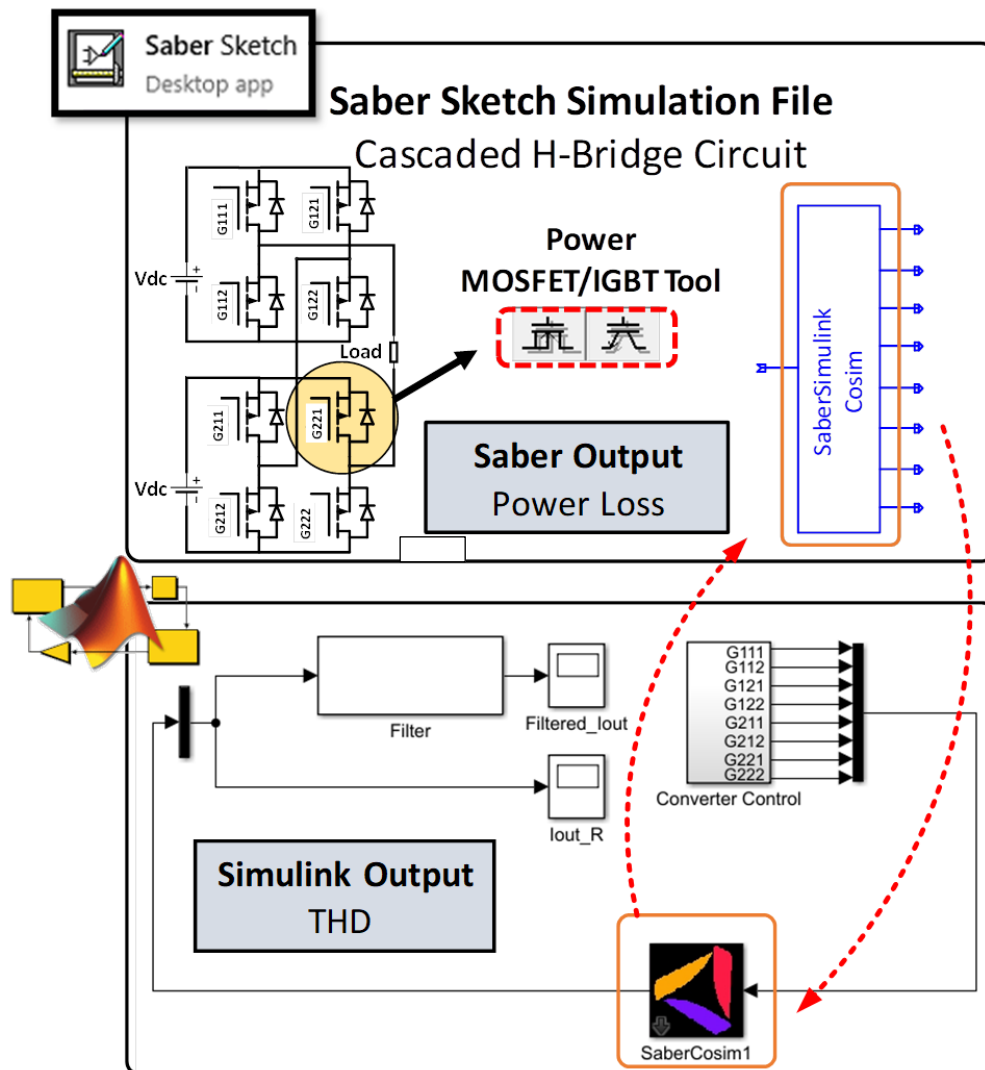 Saber Sketch
Desktop app
Saber Sketch Simulation File
Cascaded H-Bridge Circuit
G111
G121
Vdc
G112
G122
Load
G211
G221
Vdc
G212
G222
Power
MOSFET/IGBT Tool
SaberSimulink
Cosim
Saber Output
Power Loss
Filter
Filtered_Iout
Iout_R
G111
G112
G121
G122
G211
G212
G221
G222
Converter Control
Simulink Output
THD
SaberCosim1